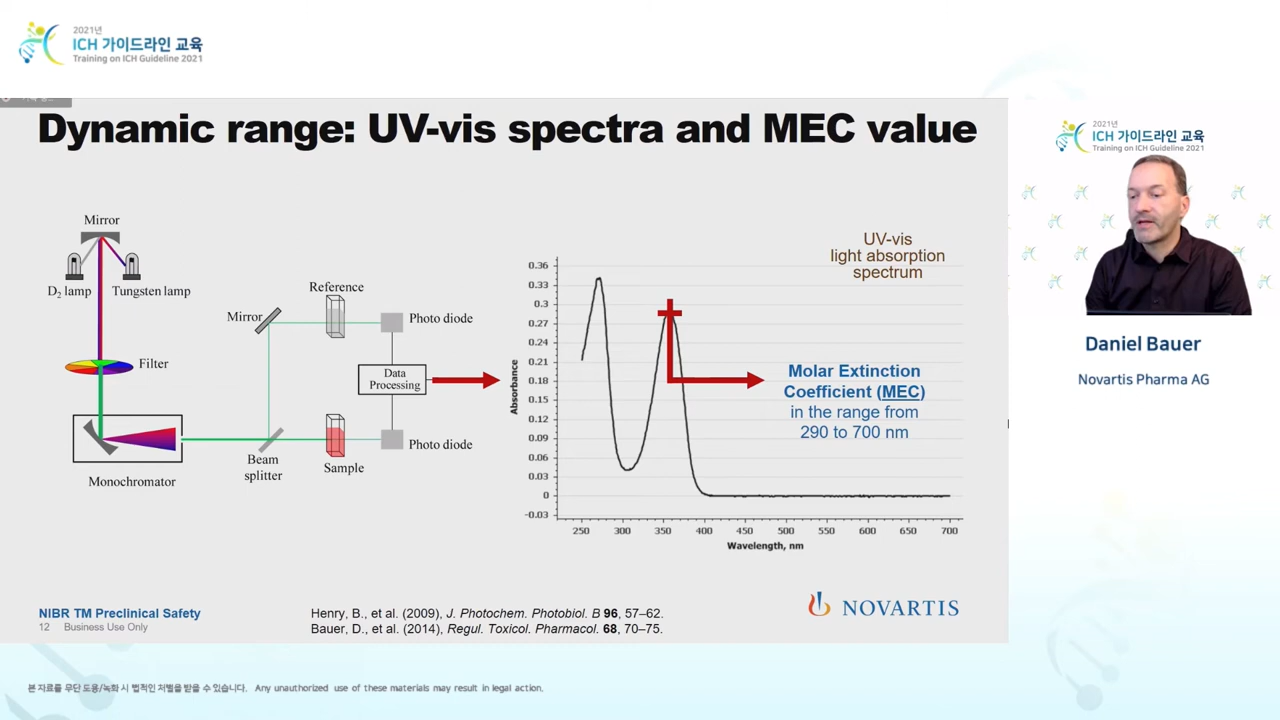 2021년
ICH 가이드라인 교육
Training on ICH Guideline 2021
Dynamic range: UV-vis spectra and MEC value
2021년
ICH 가이드라인 교육
Training on ICH Guideline 2021
Mirror
D2 lamp
Tungsten lamp
Filter
Monochromator
Mirror
Beam
splitter
Reference
Sample
Photo diode
Data
Processing
Photo diode
UV-vis
light absorption
spectrum
0.36
0.33
0.3
0.27
0.24
0.21
0.18
0.15
0.12
0.09
0.06
0.03
0
-0.03
Absorbance
250 300 350 400 450 500 550 600 650 700
Wavelength, nm
Molar Extinction
Coefficient (MEC)
in the range from
290 to 700 nm
Daniel Bauer
Novartis Pharma AG
NIBR TM Preclinical Safety
12 Business Use Only
Henry, B., et al. (2009), J. Photochem. Photobiol. B 96, 57–62.
Bauer, D., et al. (2014), Regul. Toxicol. Pharmacol. 68, 70–75.
NOVARTIS
본 자료를 무단 도용/녹화 시 법적인 처벌을 받을 수 있습니다. Any unauthorized use of these materials may result in legal action.